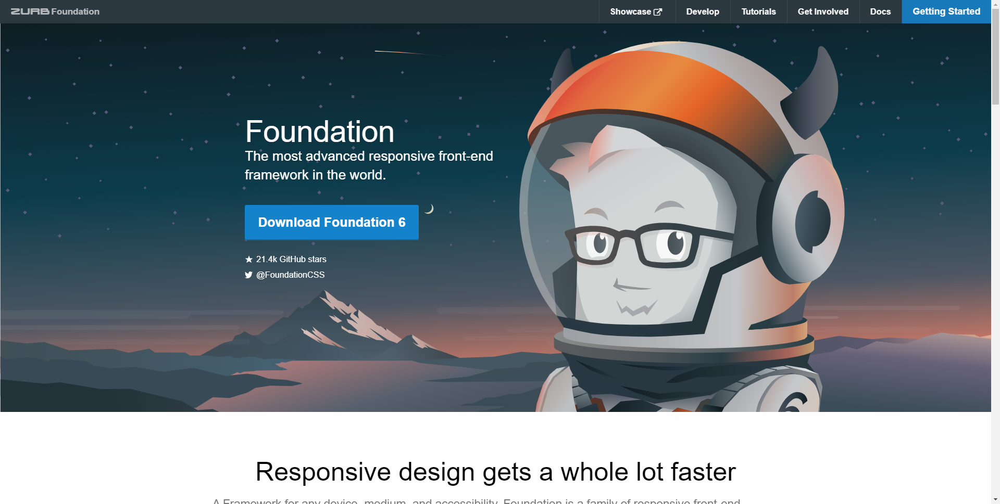 ZURB Foundation
Showcase
Develop
Tutorials
Get Involved
Docs
Getting Started
Foundation
The most advanced responsive front-end
framework in the world.
Download Foundation 6
21.4k GitHub stars
@FoundationCSS
Responsive design gets a whole lot faster
A Framework for any device, medium, and accessibility. Foundation is a family of responsive front-end